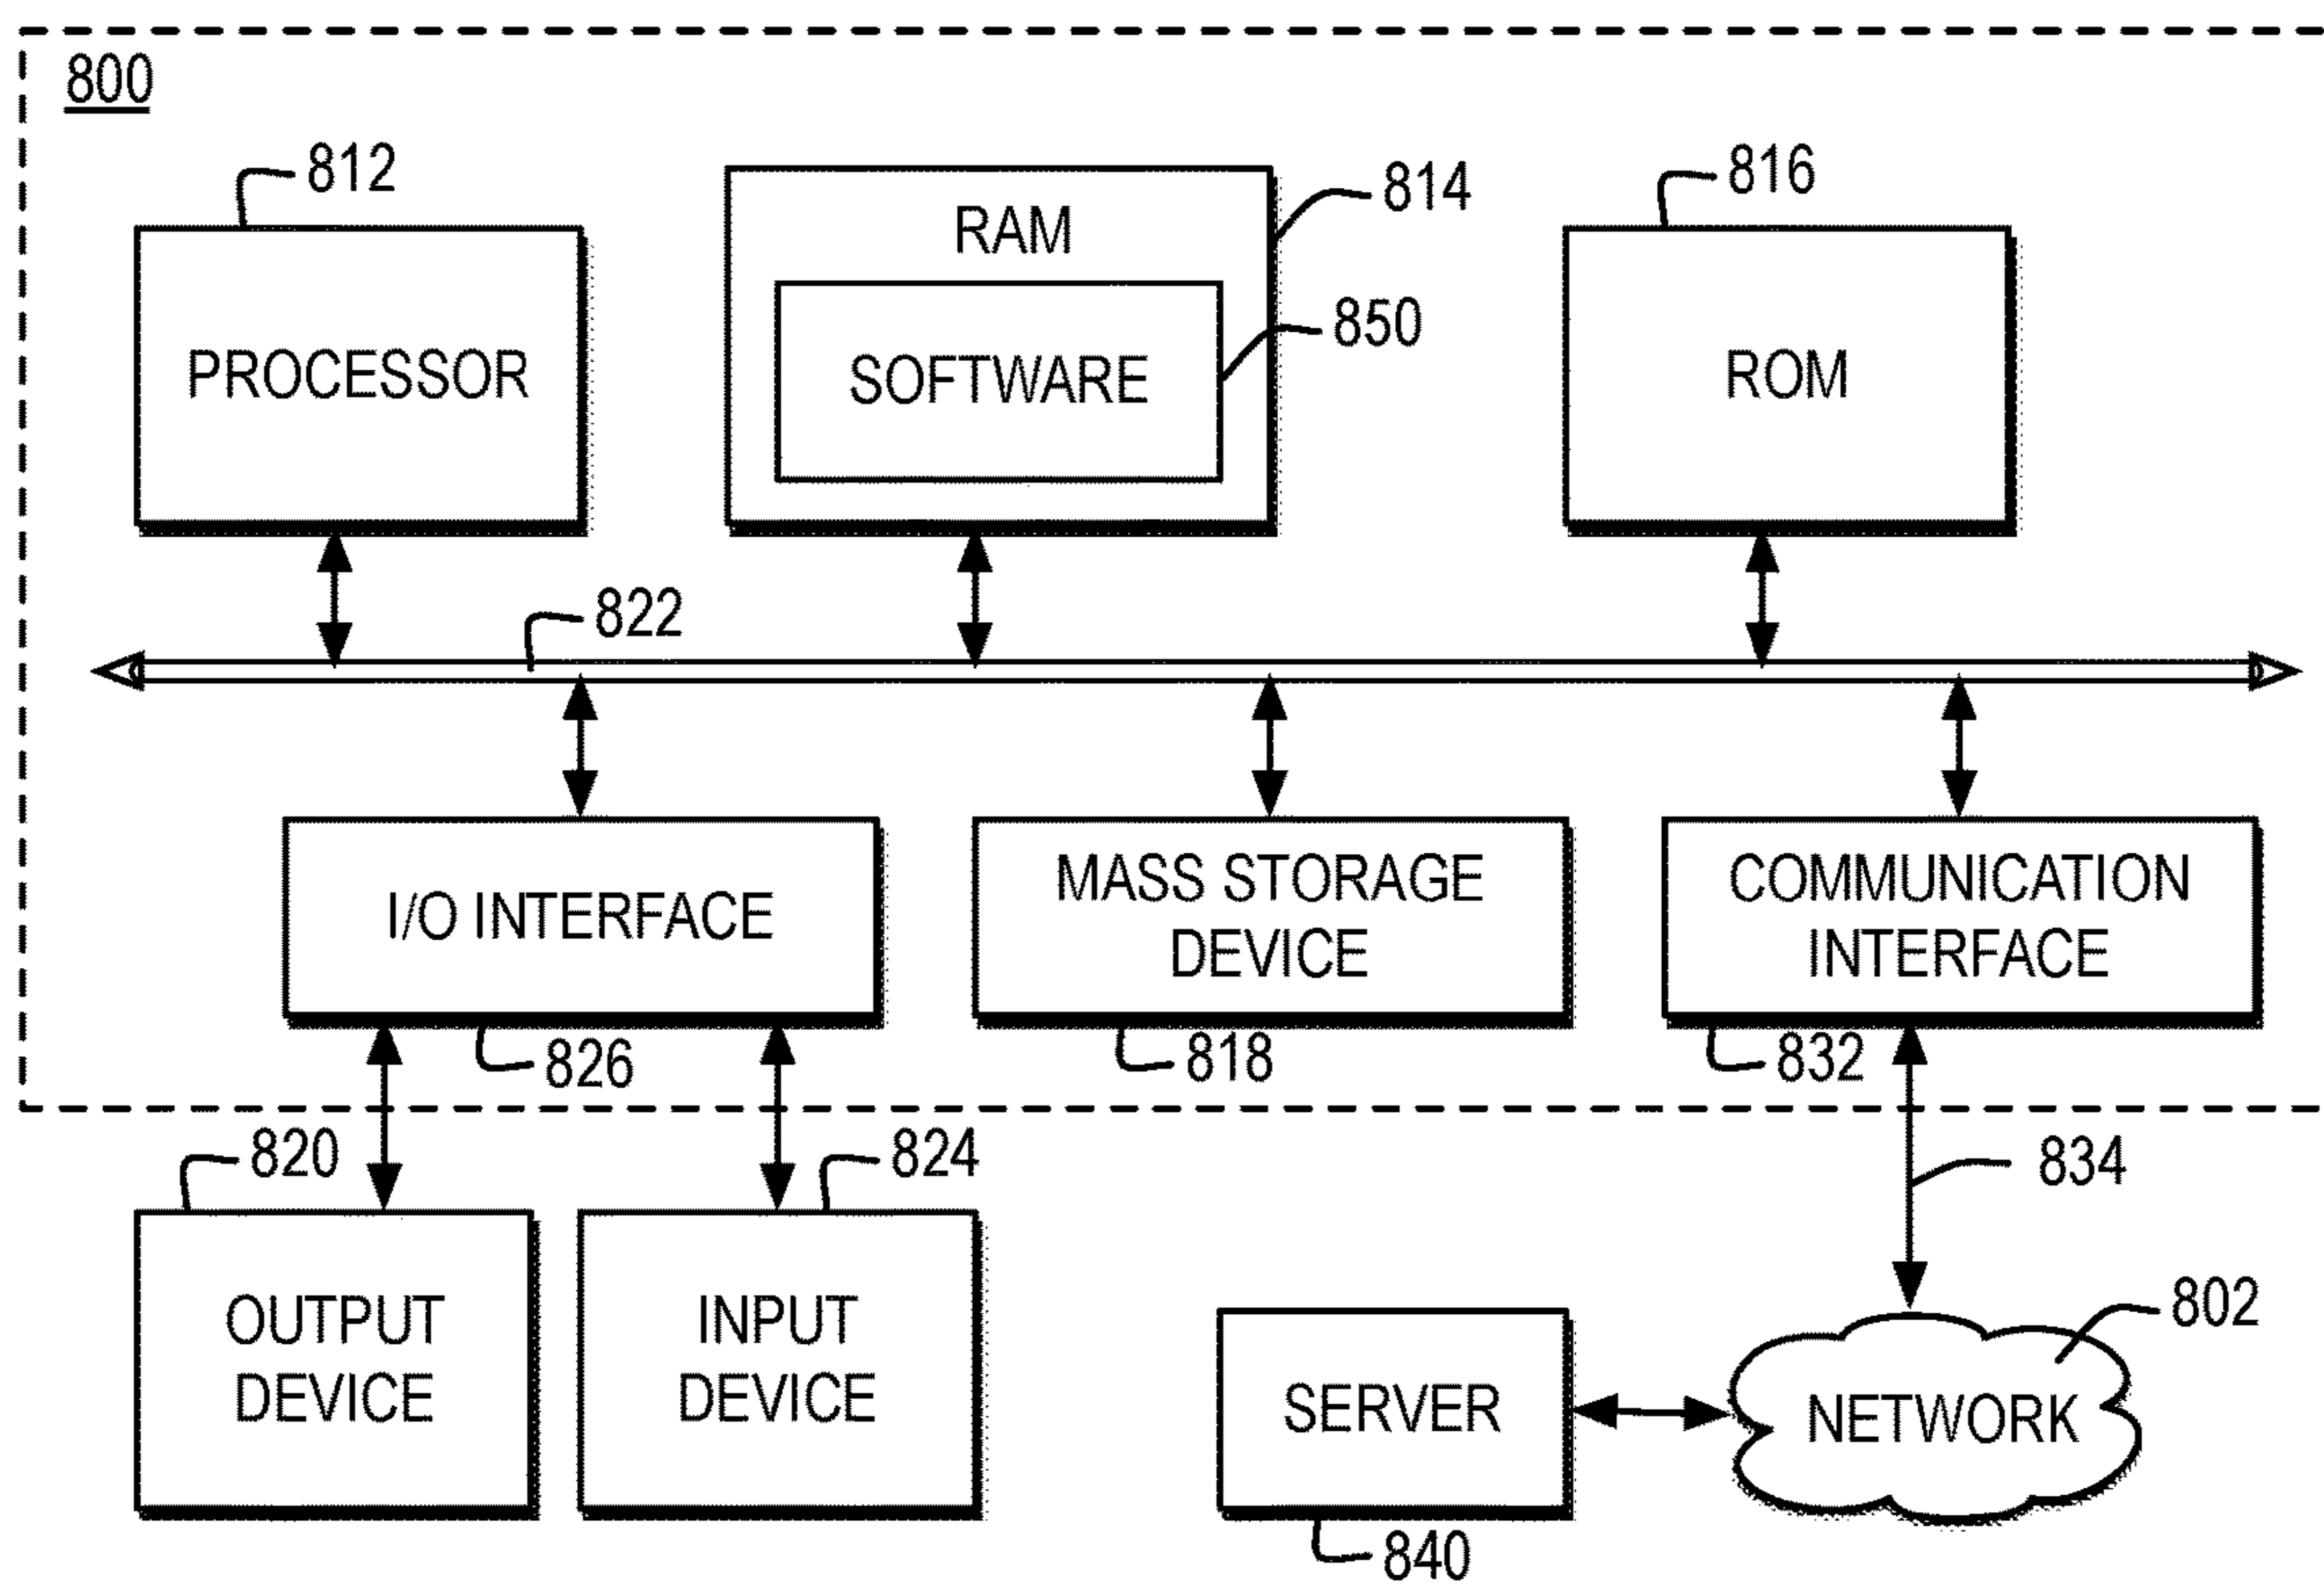 800
812
814
816
RAM
850
PROCESSOR
SOFTWARE
ROM
822
I/O INTERFACE
MASS STORAGE
DEVICE
COMMUNICATION
INTERFACE
826
818
832
820
824
834
OUTPUT
DEVICE
INPUT
DEVICE
802
SERVER
NETWORK
840